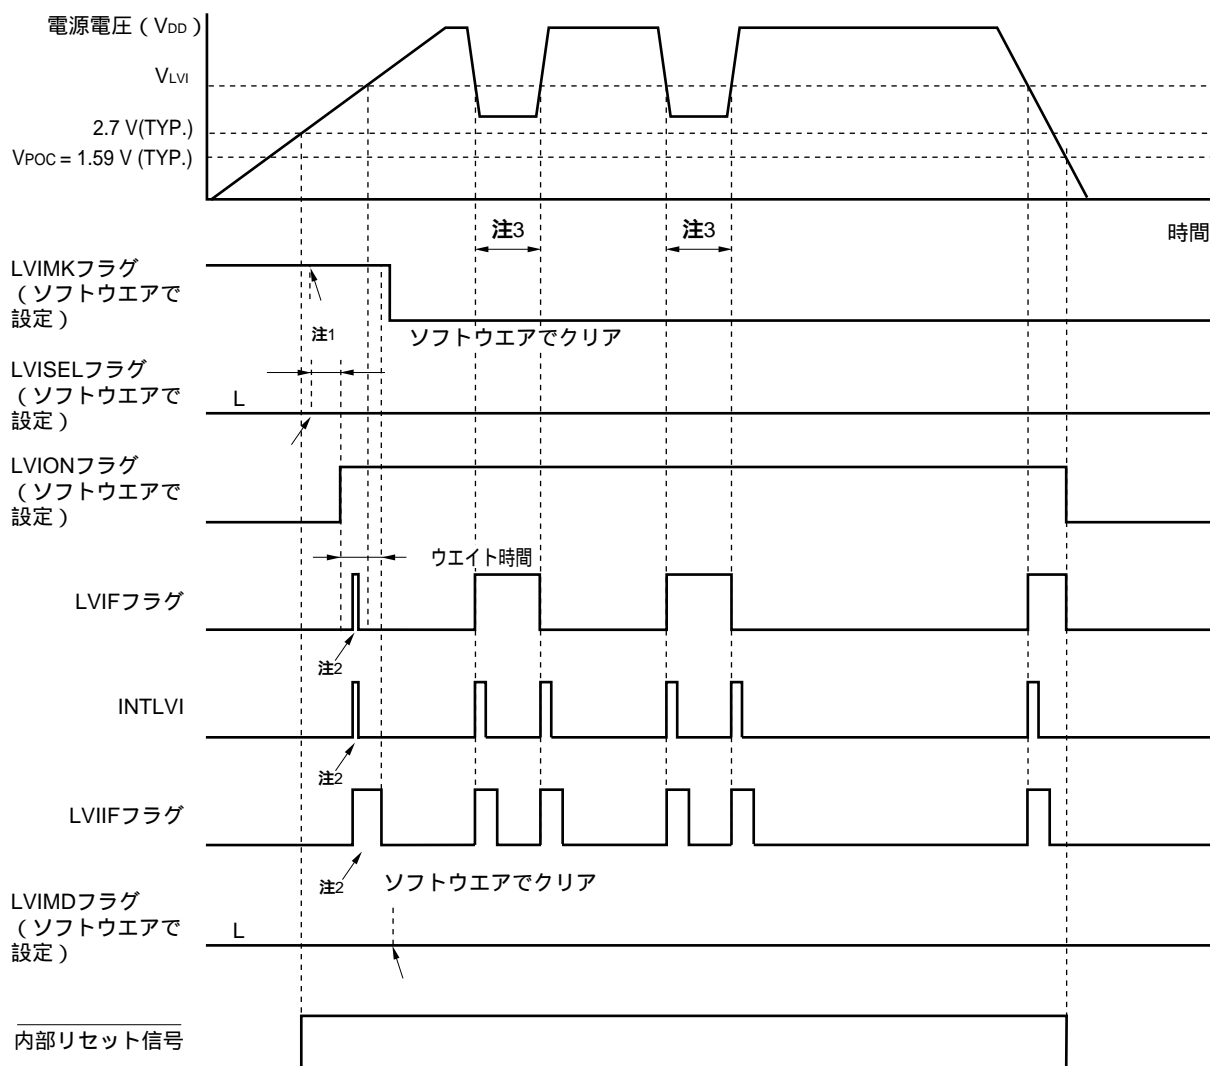 電源電圧（VDD）
VLVI
2.7 V(TYP.)
VPOC = 1.59 V (TYP.)
注3
注3
時間
LVIMKフラグ
（ソフトウエアで
設定）
注1
ソフトウエアでクリア
LVISELフラグ
（ソフトウエアで
設定）
L
LVIONフラグ
（ソフトウエアで
設定）
ウエイト時間
LVIFフラグ
注2
INTLVI
注2
LVIIFフラグ
注2
ソフトウエアでクリア
LVIMDフラグ
（ソフトウエアで
設定）
L
内部リセット信号